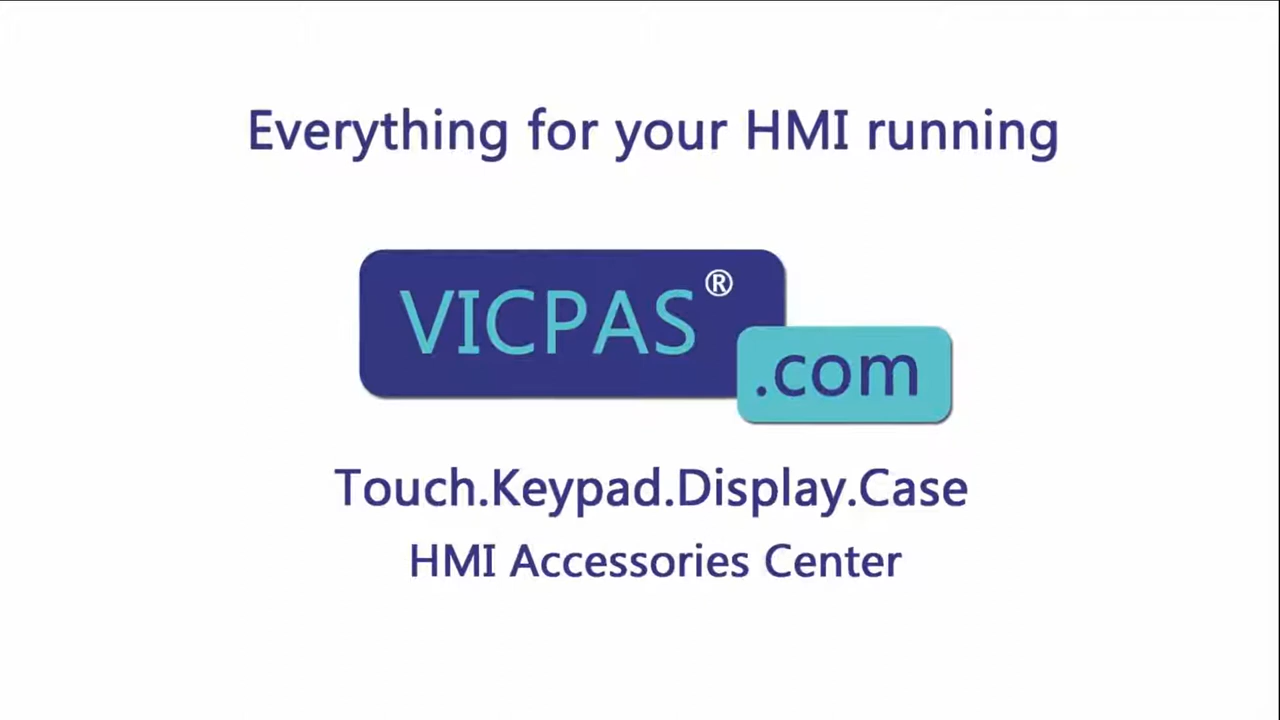 Everything for your HMI running
VICPAS®
.com
Touch.Keypad.Display.Case
HMI Accessories Center